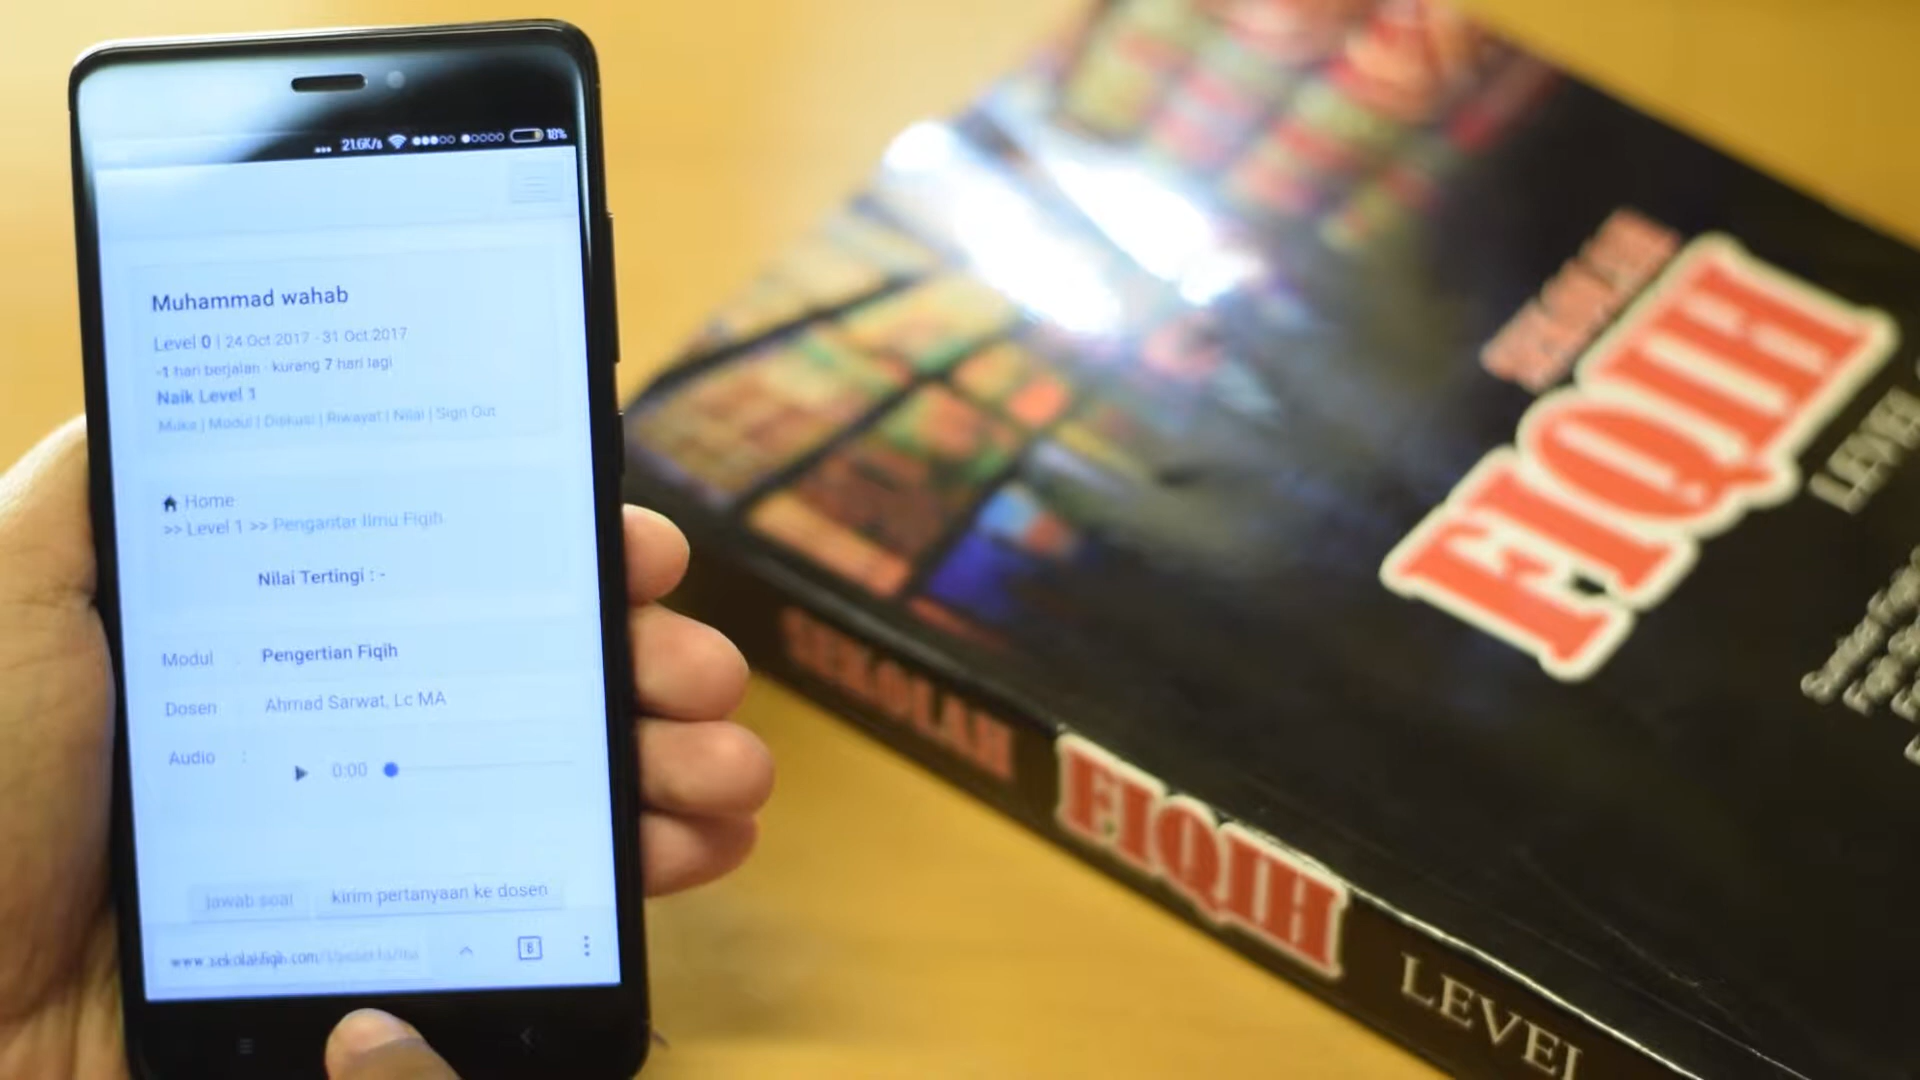 21.6K/s 18%
Muhammad wahab
Level 0 | 24 Oct 2017 - 31 Oct 2017
-1 hari berjalan - kurang 7 hari lagi
Naik Level 1
Muka | Modul | Diskusi | Riwayat | Nilai | Sign Out
Home
>> Level 1 >> Pengantar Ilmu Fiqih
Nilai Tertingi : -
Modul : Pengertian Fiqih
Dosen Ahmad Sarwat, Lc MA
Audio :
0:00
jawab soal kirim pertanyaan ke dosen
www.sekolahfiqih.com/
6
SEKOLAH
FIQIH
LEVEL
SEKOLAH
FIQIH
LEVEL